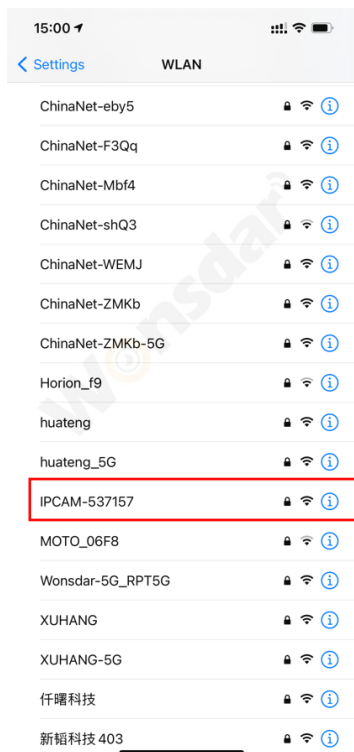 15:00
Settings
WLAN
ChinaNet-eby5
ChinaNet-F3Qq
ChinaNet-Mbf4
ChinaNet-shQ3
ChinaNet-WEMJ
ChinaNet-ZMKb
ChinaNet-ZMKb-5G
Horion_f9
huateng
huateng_5G
IPCAM-537157
MOTO_06F8
Wonsdar-5G_RPT5G
XUHANG
XUHANG-5G
仟曙科技
新韬科技 403
wonsdar